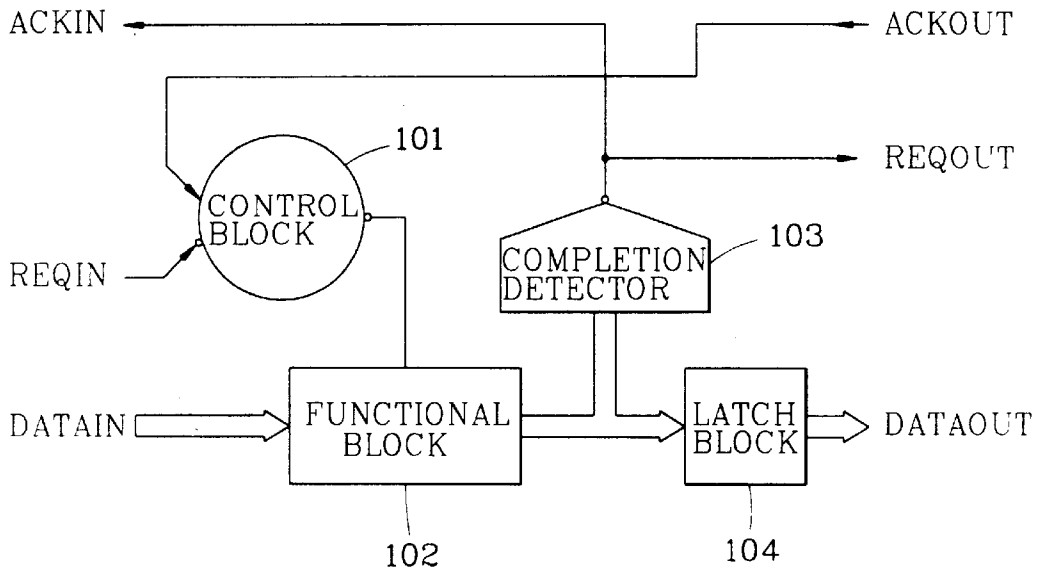 ACKIN
ACKOUT
101
REQOUT
CONTROL
BLOCK
103
REQIN
COMPLETION
DETECTOR
DATAIN
FUNCTIONAL
BLOCK
LATCH
BLOCK
DATAOUT
102
104